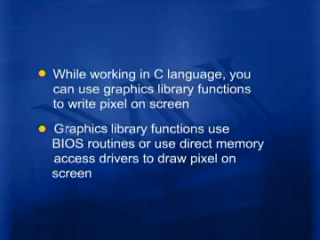 While working in C language, you
can use graphics library functions
to write pixel on screen
Graphics library functions use
BIOS routines or use direct memory
access drivers to draw pixel on
screen